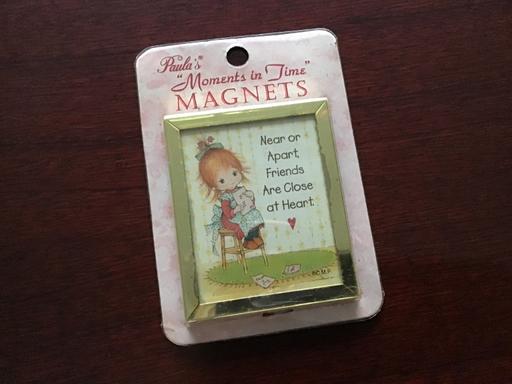 Paula's®
"Moments in Time"
MAGNETS
Near or
Apart,
Friends
Are Close
at Heart.